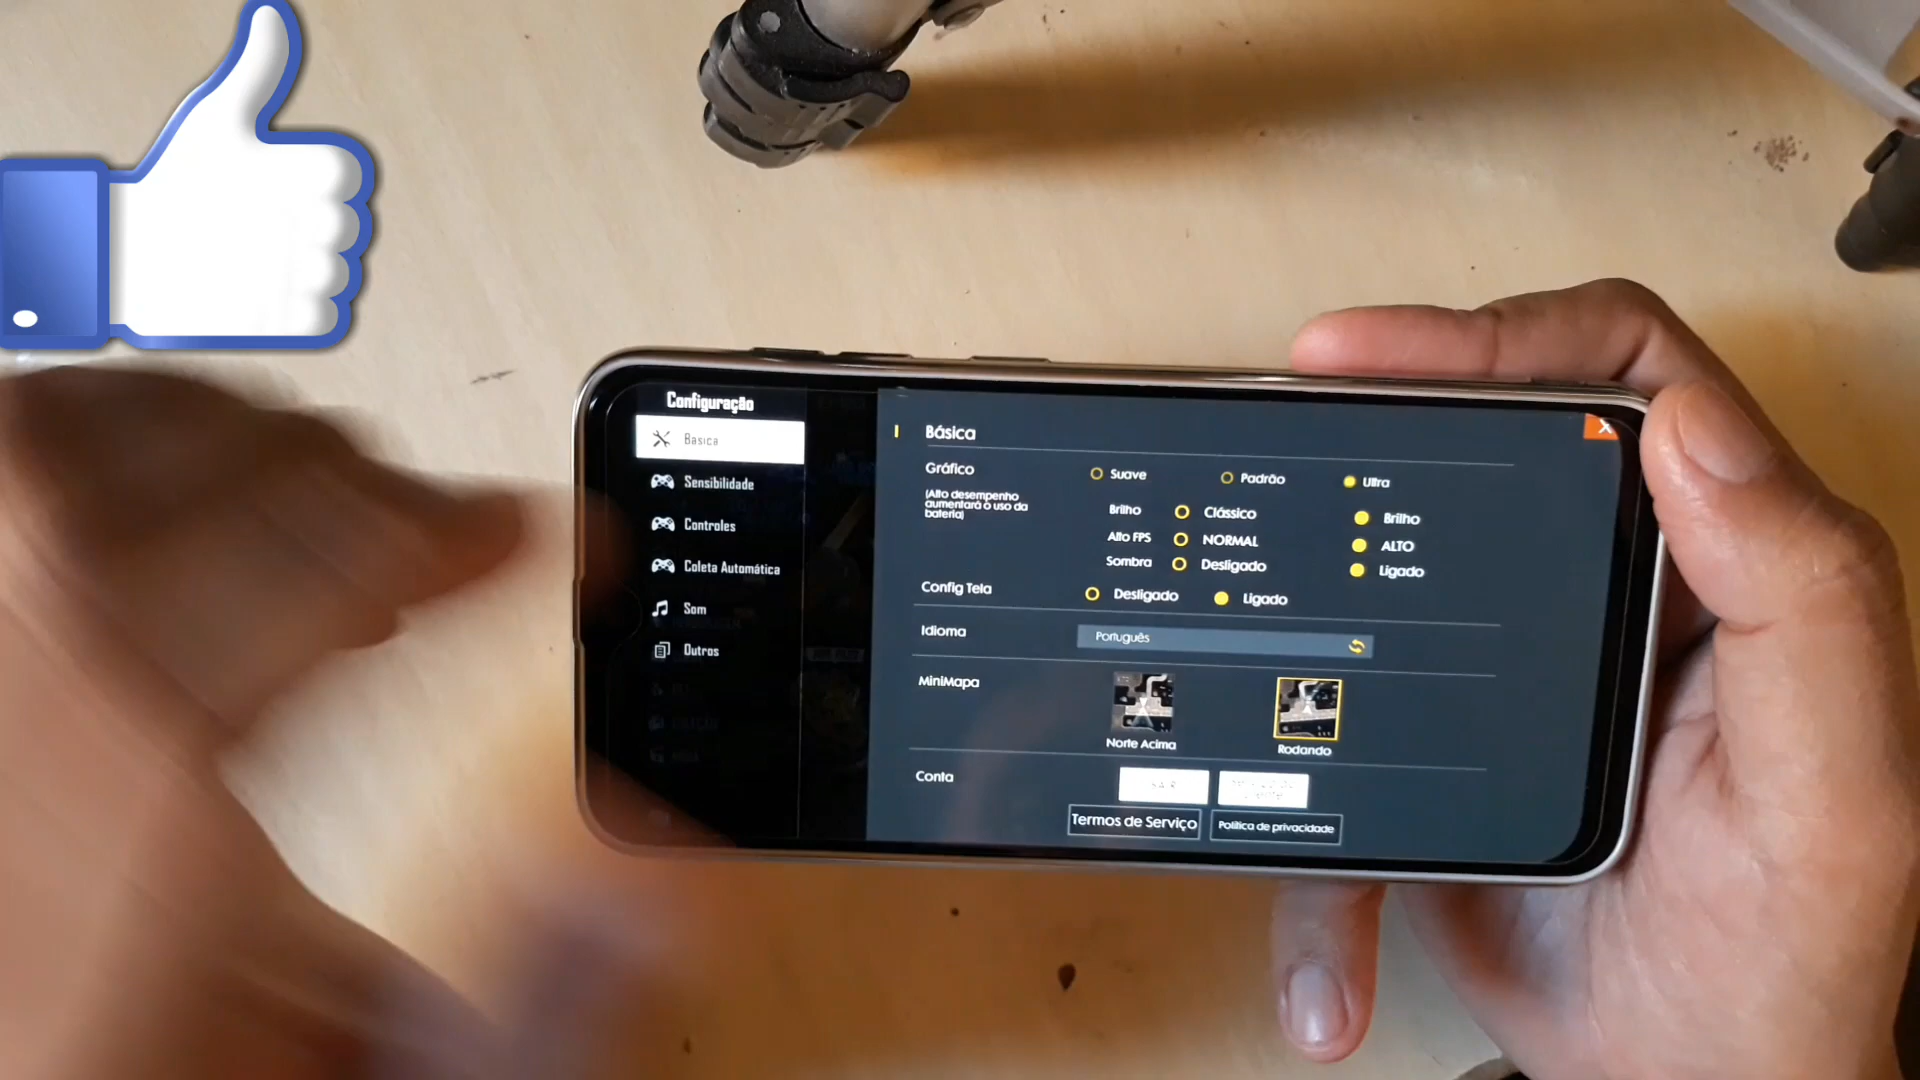 Configuração
Básica
Sensibilidade
Controles
Coleta Automática
Som
Outros
X
Básica
Gráfico
(Alto desempenho
aumentará o uso da
bateria)
Suave
Padrão
Ultra
Brilho
Clássico
Brilho
Alto FPS
NORMAL
ALTO
Sombra
Desligado
Ligado
Config Tela
Desligado
Ligado
Idioma
Português
MiniMapa
Norte Acima
Rodando
Conta
SAIR
Termos de Serviço
Política de privacidade